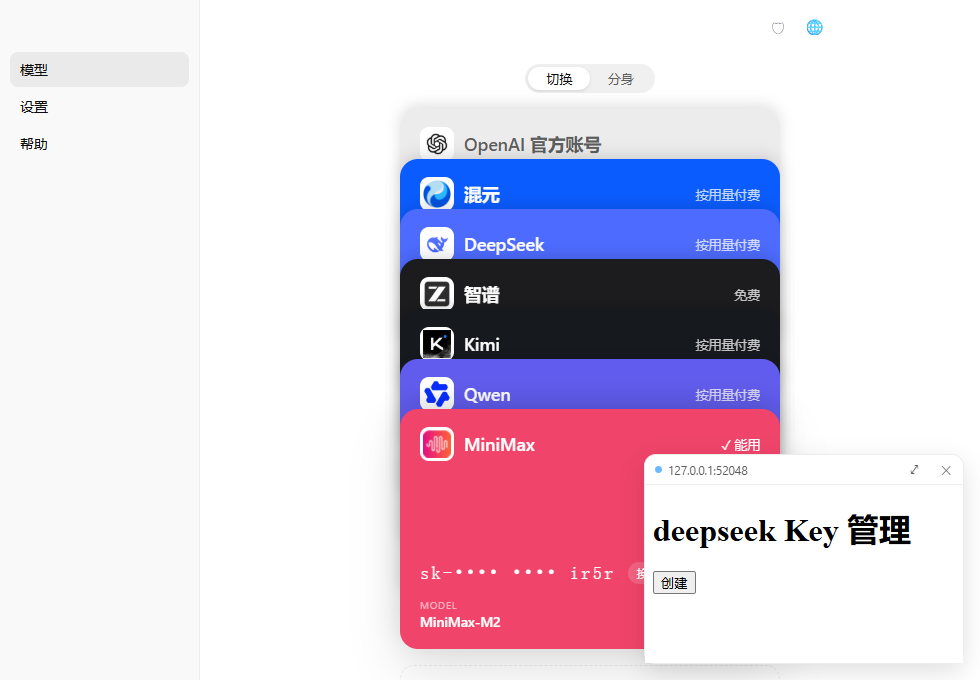 模型
设置
帮助
切换 分身
OpenAI 官方账号
混元 按用量付费
DeepSeek 按用量付费
智谱 免费
Kimi 按用量付费
Qwen 按用量付费
MiniMax ✓ 能用
sk-•••• •••• ir5r
MODEL
MiniMax-M2
127.0.0.1:52048
deepseek Key 管理
创建